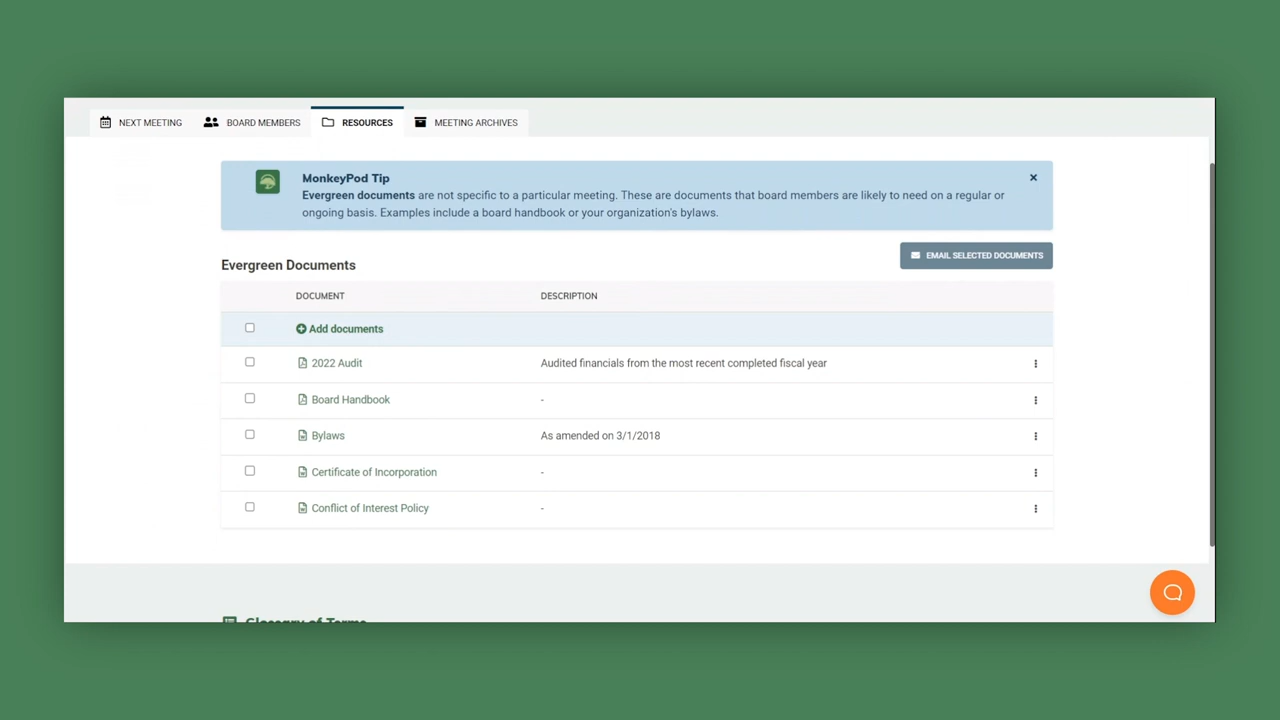 NEXT MEETING BOARD MEMBERS RESOURCES MEETING ARCHIVES
MonkeyPod Tip
Evergreen documents are not specific to a particular meeting. These are documents that board members are likely to need on a regular or
ongoing basis. Examples include a board handbook or your organization's bylaws.
EMAIL SELECTED DOCUMENTS
Evergreen Documents
DOCUMENT DESCRIPTION
Add documents
2022 Audit Audited financials from the most recent completed fiscal year
Board Handbook -
Bylaws As amended on 3/1/2018
Certificate of Incorporation -
Conflict of Interest Policy -
Glossary of Terms